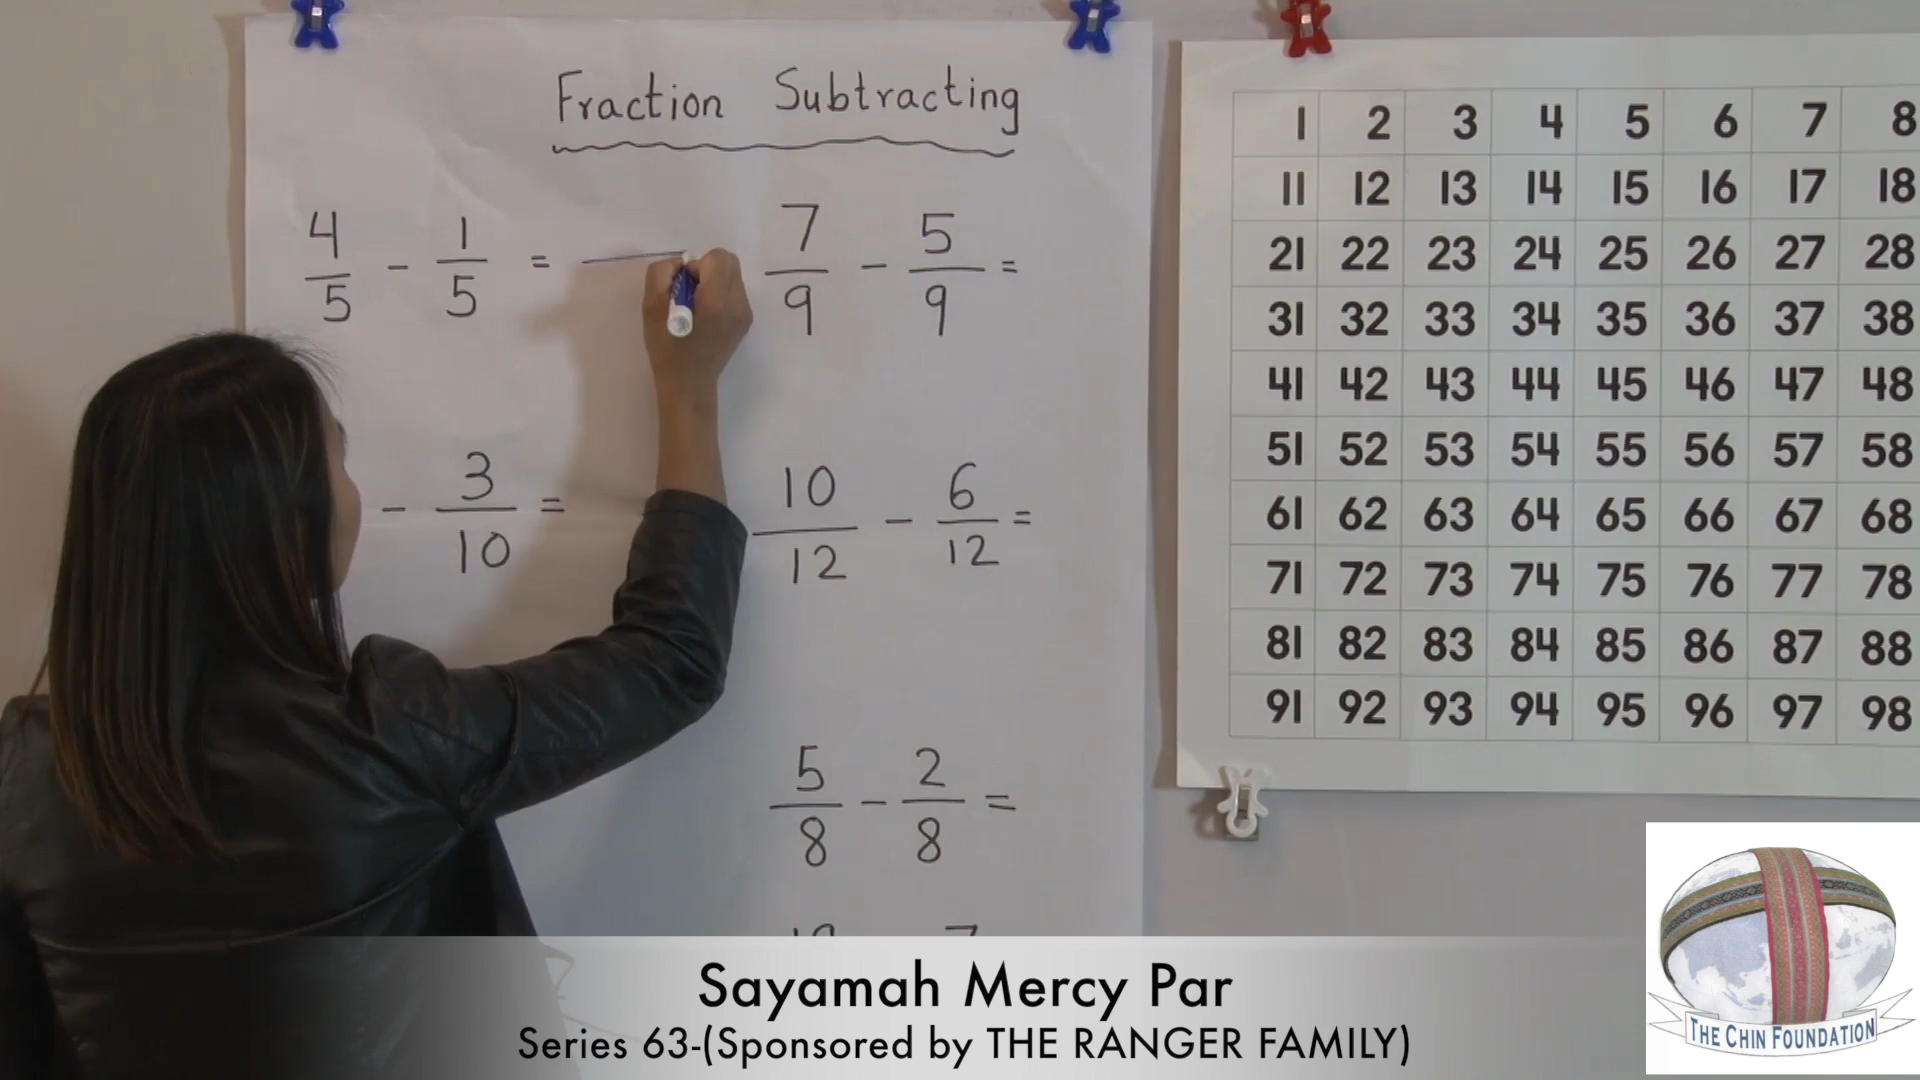 Fraction Subtracting
4/5 - 1/5 =
7/9 - 5/9 =
- 3/10 =
10/12 - 6/12 =
5/8 - 2/8 =
1 2 3 4 5 6 7 8
11 12 13 14 15 16 17 18
21 22 23 24 25 26 27 28
31 32 33 34 35 36 37 38
41 42 43 44 45 46 47 48
51 52 53 54 55 56 57 58
61 62 63 64 65 66 67 68
71 72 73 74 75 76 77 78
81 82 83 84 85 86 87 88
91 92 93 94 95 96 97 98
Sayamah Mercy Par
Series 63-(Sponsored by THE RANGER FAMILY)
THE CHIN FOUNDATION